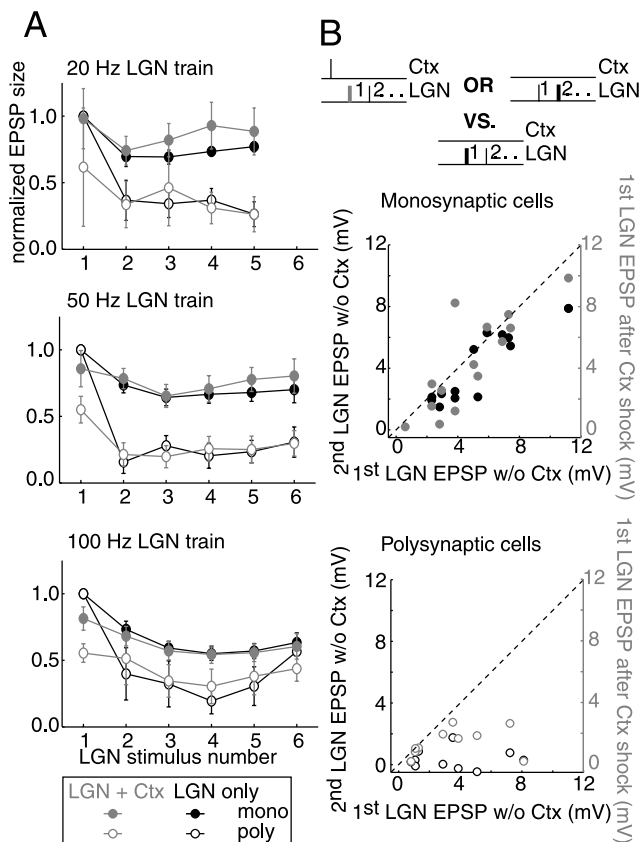 A
20 Hz LGN train
normalized EPSP size
1.0
0.5
0.0
1 2 3 4 5 6
50 Hz LGN train
1.0
0.5
0.0
1 2 3 4 5 6
100 Hz LGN train
1.0
0.5
0.0
1 2 3 4 5 6
LGN stimulus number
LGN + Ctx LGN only
mono
poly
B
Ctx
1 2. . . LGN
OR
Ctx
1 2. . . LGN
VS.
Ctx
1 2. . . LGN
Monosynaptic cells
2nd LGN EPSP w/o Ctx (mV)
12
8
4
0
0 4 8 12
1st LGN EPSP w/o Ctx (mV)
12
8
4
0
1st LGN EPSP after Ctx shock (mV)
Polysynaptic cells
2nd LGN EPSP w/o Ctx (mV)
12
8
4
0
0 4 8 12
1st LGN EPSP w/o Ctx (mV)
12
8
4
0
1st LGN EPSP after Ctx shock (mV)